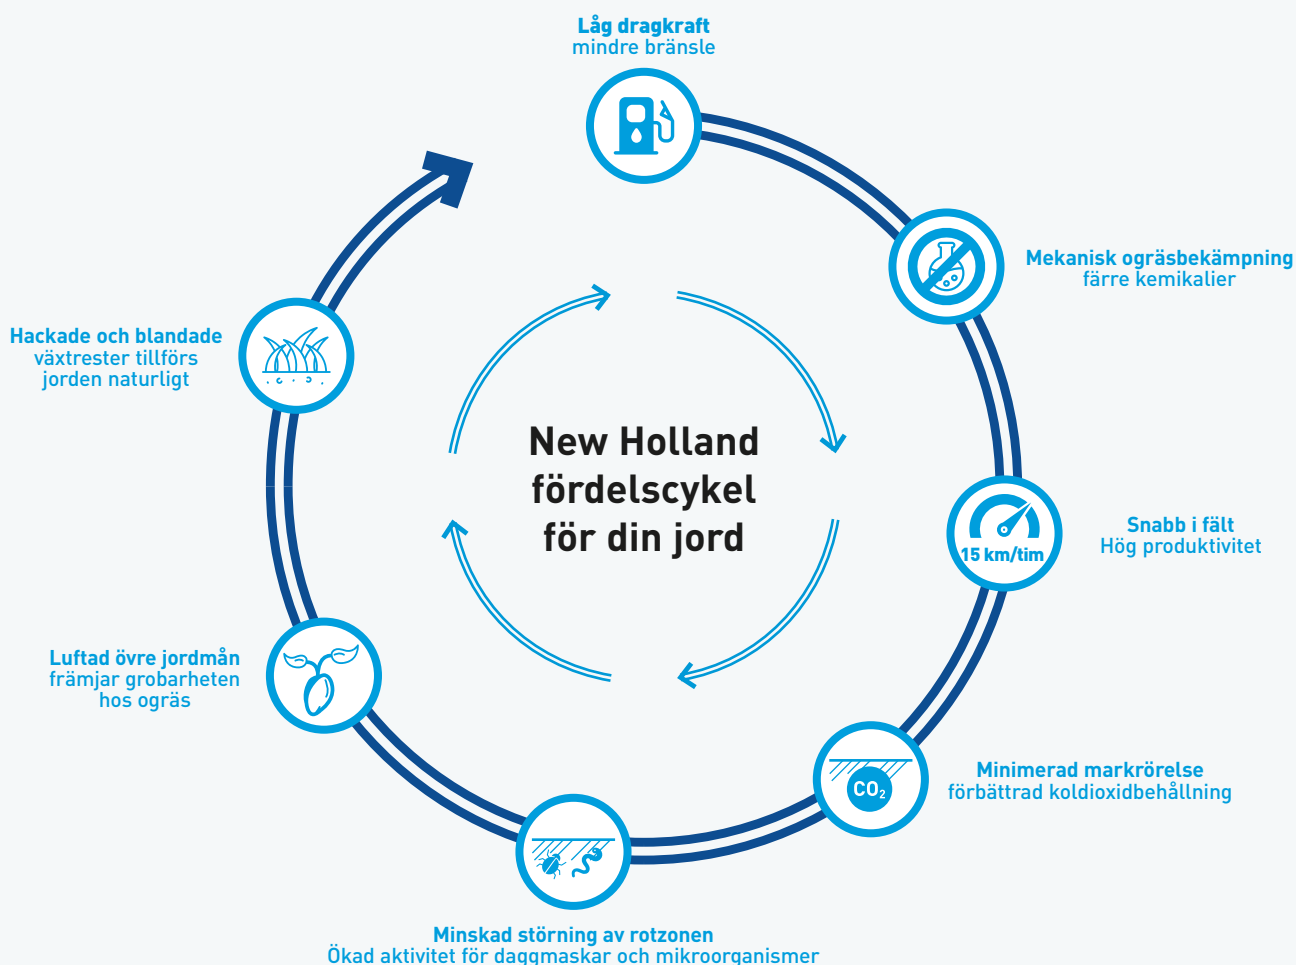 Låg dragkraft
mindre bränsle
Mekanisk ogräsbekämpning
färre kemikalier
Snabb i fält
Hög produktivitet
15 km/tim
Minimerad markrörelse
förbättrad koldioxidbehållning
CO₂
Minskad störning av rotzonen
Ökad aktivitet för daggmaskar och mikroorganismer
Luftad övre jordmån
främjar grobarheten
hos ogräs
Hackade och blandade
växtrester tillförs
jorden naturligt
New Holland
fördelscykel
för din jord